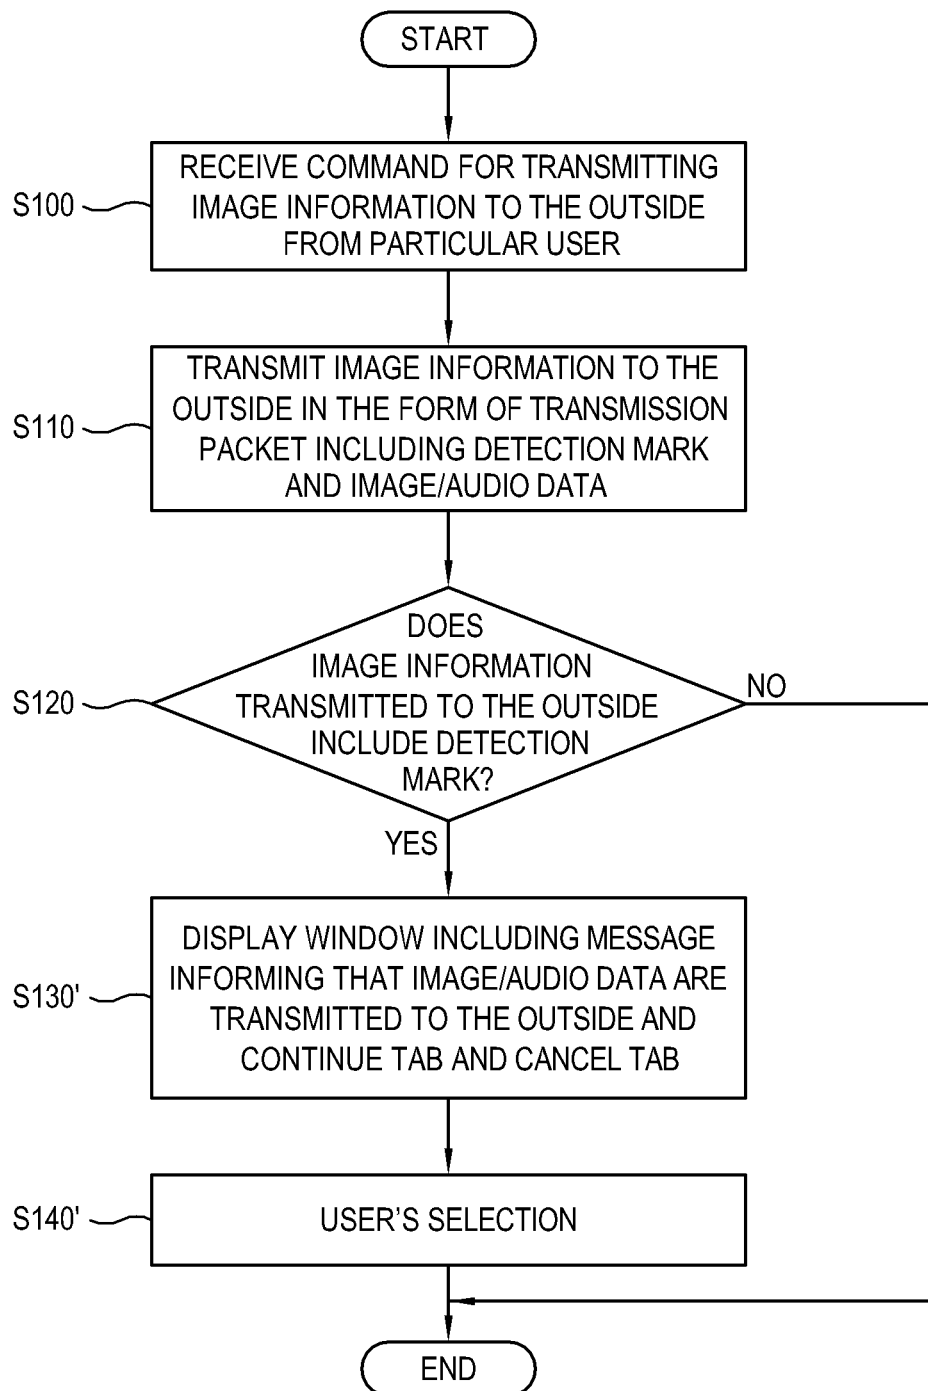 START
S100
RECEIVE COMMAND FOR TRANSMITTING
IMAGE INFORMATION TO THE OUTSIDE
FROM PARTICULAR USER
S110
TRANSMIT IMAGE INFORMATION TO THE
OUTSIDE IN THE FORM OF TRANSMISSION
PACKET INCLUDING DETECTION MARK
AND IMAGE/AUDIO DATA
S120
DOES
IMAGE INFORMATION
TRANSMITTED TO THE OUTSIDE
INCLUDE DETECTION
MARK?
NO
YES
S130'
DISPLAY WINDOW INCLUDING MESSAGE
INFORMING THAT IMAGE/AUDIO DATA ARE
TRANSMITTED TO THE OUTSIDE AND
CONTINUE TAB AND CANCEL TAB
S140'
USER'S SELECTION
END